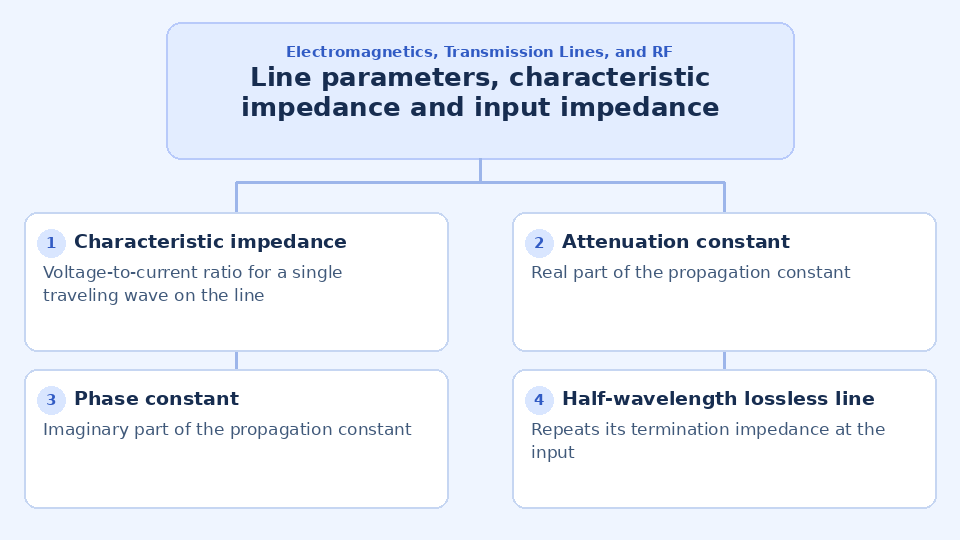 Electromagnetics, Transmission Lines, and RF
Line parameters, characteristic
impedance and input impedance
1 Characteristic impedance
Voltage-to-current ratio for a single
traveling wave on the line
2 Attenuation constant
Real part of the propagation constant
3 Phase constant
Imaginary part of the propagation constant
4 Half-wavelength lossless line
Repeats its termination impedance at the
input